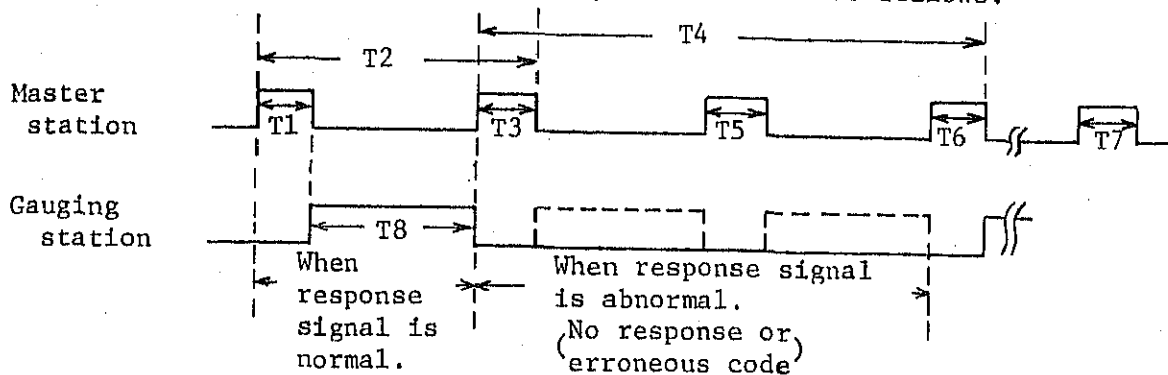 follows.
T4
T2
Master
station
T1
T3
T5
T6
T7
Gauging
station
T8
When
response
signal is
normal.
When response signal
is abnormal.
(No response or
erroneous code)